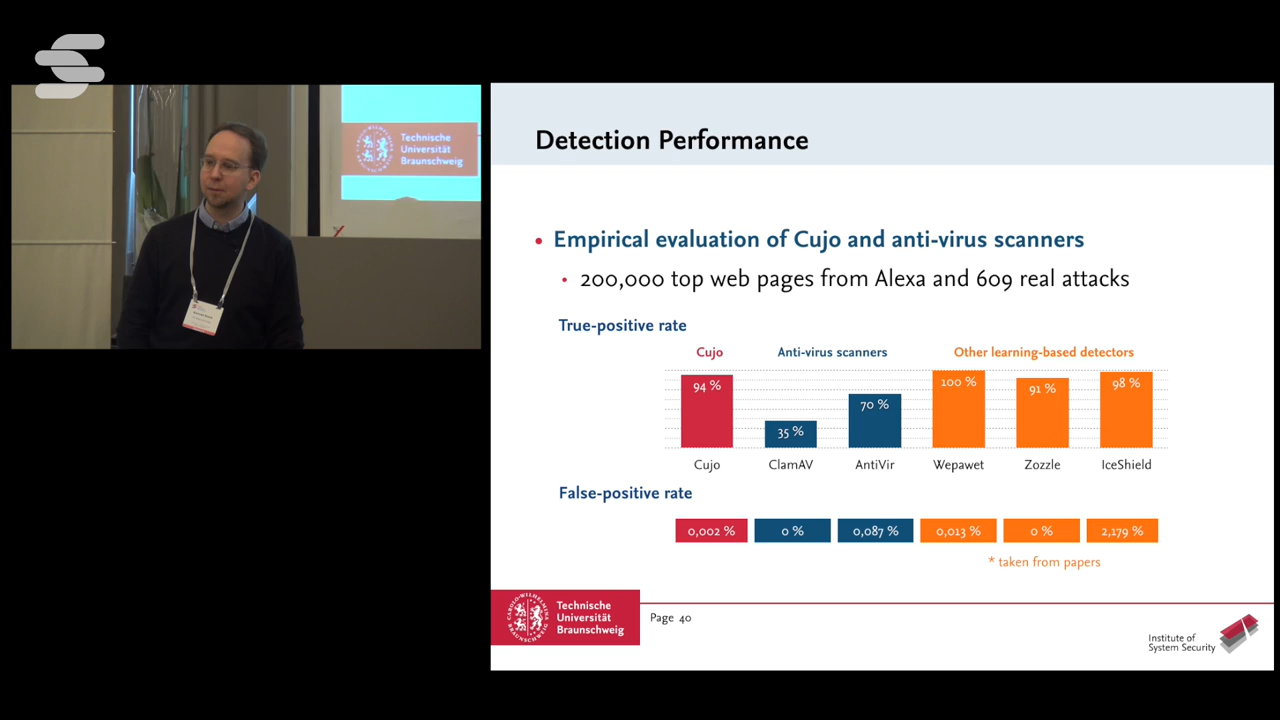 Technische
Universität
Braunschweig
Detection Performance
• Empirical evaluation of Cujo and anti-virus scanners
• 200,000 top web pages from Alexa and 609 real attacks
True-positive rate
Cujo Anti-virus scanners Other learning-based detectors
94 % 35 % 70 % 100 % 91 % 98 %
Cujo ClamAV AntiVir Wepawet Zozzle IceShield
False-positive rate
0,002 % 0 % 0,087 % 0,013 % 0 % 2,179 %
* taken from papers
Technische
Universität
Braunschweig
Page 40
Institute of
System Security